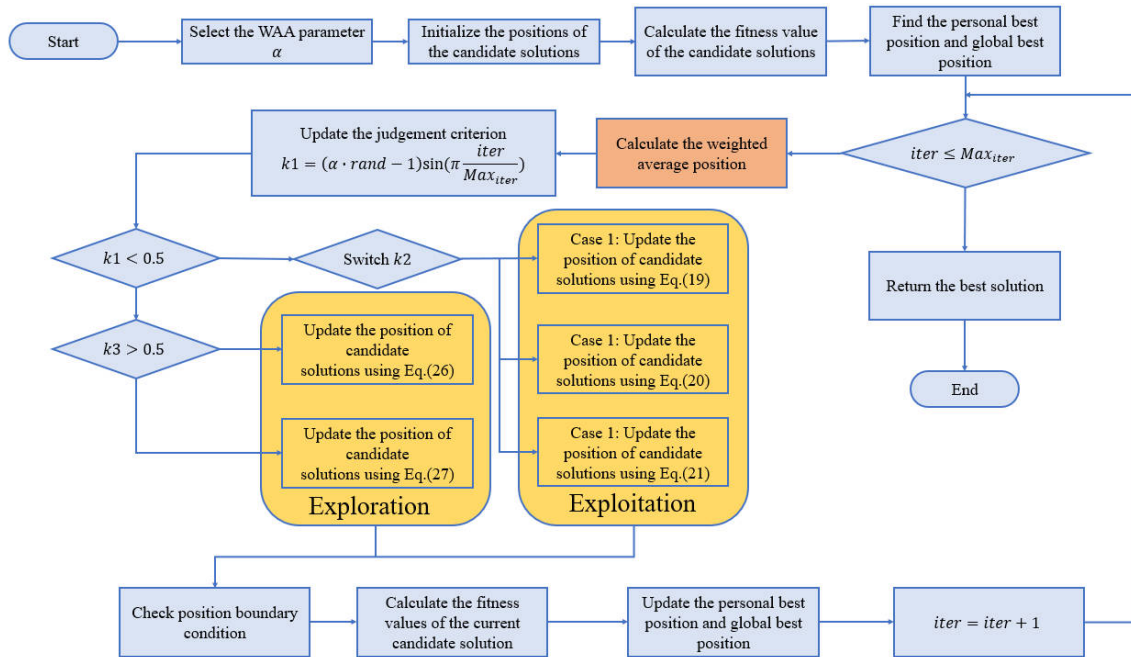 Start
Select the WAA parameter
α
Initialize the positions of
the candidate solutions
Calculate the fitness value
of the candidate solutions
Find the personal best
position and global best
position
Update the judgement criterion
k1 = (α · rand − 1)sin(π iter/Max_iter)
Calculate the weighted
average position
iter ≤ Max_iter
k1 < 0.5
Switch k2
Case 1: Update the
position of candidate
solutions using Eq.(19)
Return the best solution
k3 > 0.5
Update the position of
candidate
solutions using Eq.(26)
Case 1: Update the
position of candidate
solutions using Eq.(20)
End
Update the position of
candidate
solutions using Eq.(27)
Case 1: Update the
position of candidate
solutions using Eq.(21)
Exploration
Exploitation
Check position boundary
condition
Calculate the fitness
values of the current
candidate solution
Update the personal best
position and global best
position
iter = iter + 1